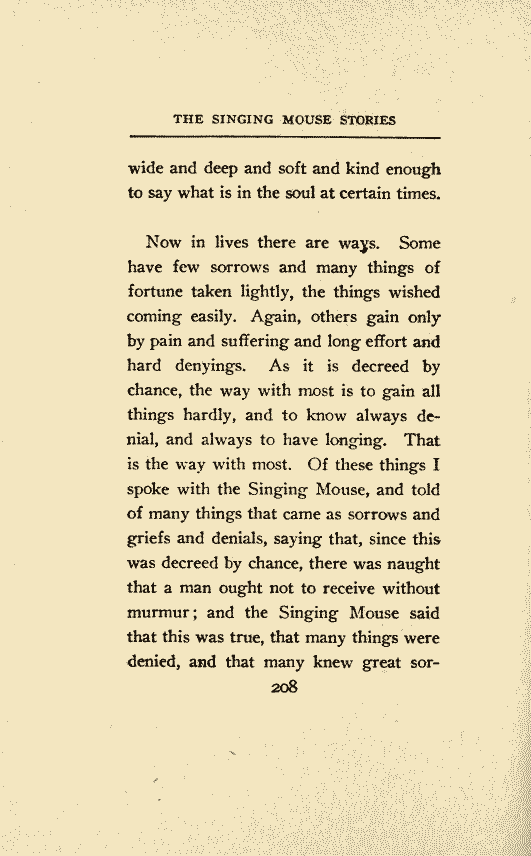 THE SINGING MOUSE STORIES
wide and deep and soft and kind enough
to say what is in the soul at certain times.
Now in lives there are ways. Some
have few sorrows and many things of
fortune taken lightly, the things wished
coming easily. Again, others gain only
by pain and suffering and long effort and
hard denyings. As it is decreed by
chance, the way with most is to gain all
things hardly, and to know always de-
nial, and always to have longing. That
is the way with most. Of these things I
spoke with the Singing Mouse, and told
of many things that came as sorrows and
griefs and denials, saying that, since this
was decreed by chance, there was naught
that a man ought not to receive without
murmur; and the Singing Mouse said
that this was true, that many things were
denied, and that many knew great sor-
208